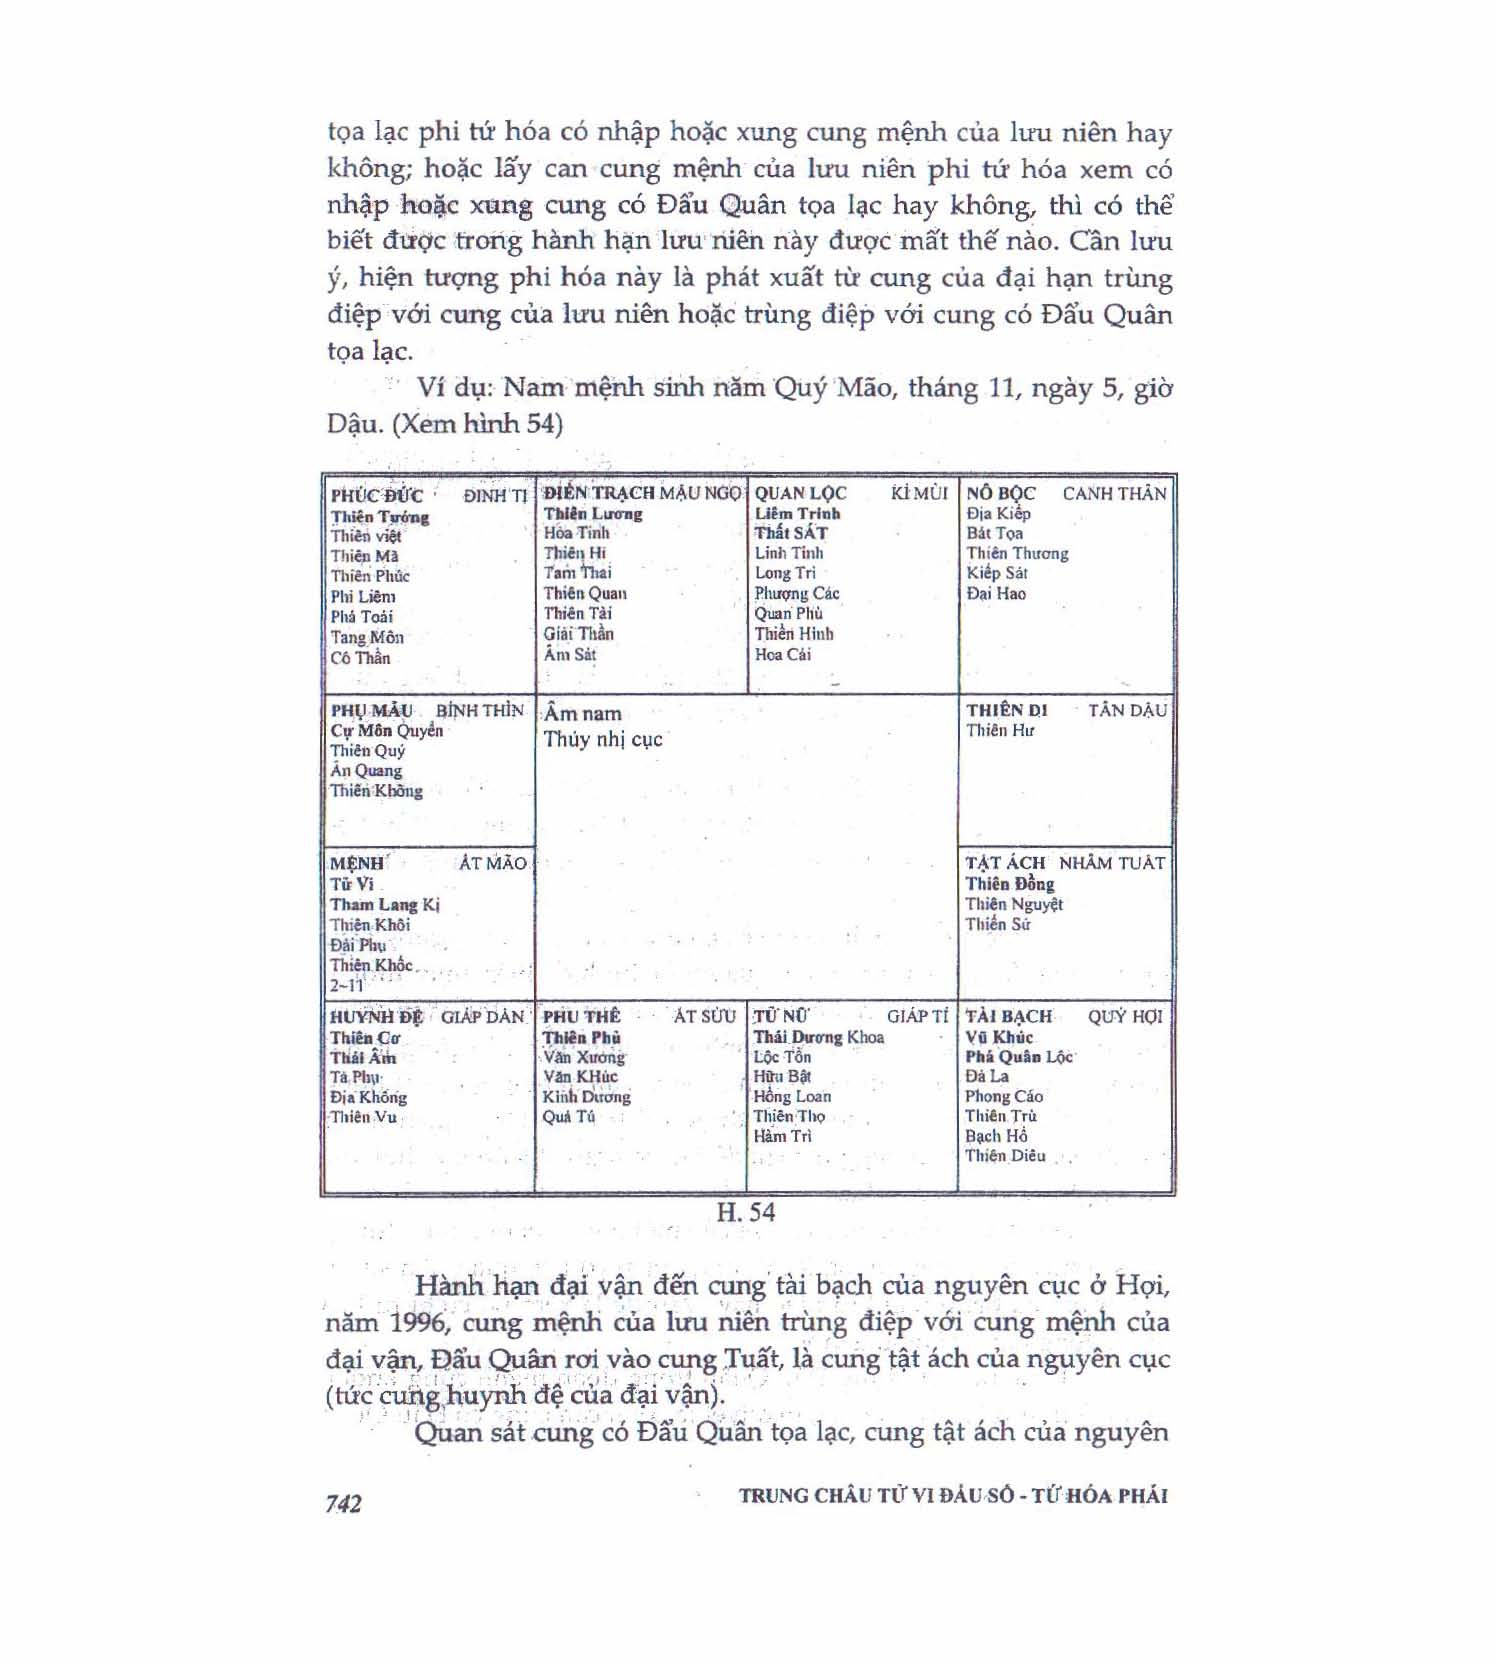 tọa lạc phi tứ hóa có nhập hoặc xung cung mệnh của lưu niên hay
không; hoặc lấy can cung mệnh của lưu niên phi tứ hóa xem có
nhập hoặc xung cung có Đẩu Quân tọa lạc hay không, thì có thể
biết được trong hành hạn lưu niên này được mất thế nào. Cần lưu
ý, hiện tượng phi hóa này là phát xuất từ cung của đại hạn trùng
điệp với cung của lưu niên hoặc trùng điệp với cung có Đẩu Quân
tọa lạc.
Ví dụ: Nam mệnh sinh năm Quý Mão, tháng 11, ngày 5, giờ
Dậu. (Xem hình 54)
PHÚC ĐỨC ĐINH TỊ
Thiên Tướng
Thiên việt
Thiên Mã
Thiên Phúc
Phi Liêm
Phá Toái
Tang Môn
Cô Thần
ĐIỀN TRẠCH MẬU NGỌ
Thiên Lương
Hỏa Tinh
Thiên Hỉ
Tam Thai
Thiên Quan
Thiên Tài
Giải Thần
Âm Sát
QUAN LỘC KỈ MÙI
Liêm Trinh
Thất SÁT
Linh Tinh
Long Trì
Phượng Các
Quan Phù
Thiên Hình
Hoa Cái
NÔ BỘC CANH THÂN
Địa Kiếp
Bát Tọa
Thiên Thương
Kiếp Sát
Đại Hao
PHỤ MẪU BÍNH THÌN
Cự Môn Quyền
Thiên Quý
Ân Quang
Thiên Không
Âm nam
Thủy nhị cục
THIÊN DI TÂN DẬU
Thiên Hư
MỆNH ẤT MÃO
Tử Vi
Tham Lang Kị
Thiên Khôi
Đài Phụ
Thiên Khốc
2~11
TẬT ÁCH NHÂM TUẤT
Thiên Đồng
Thiên Nguyệt
Thiên Sứ
HUYNH ĐỆ GIÁP DẦN
Thiên Cơ
Thái Âm
Tả Phụ
Địa Không
Thiên Vu
PHU THÊ ẤT SỬU
Thiên Phủ
Văn Xương
Văn KHúc
Kình Dương
Quả Tú
TỬ NỮ GIÁP TÍ
Thái Dương Khoa
Lộc Tồn
Hữu Bật
Hồng Loan
Thiên Thọ
Hàm Trì
TÀI BẠCH QUÝ HỢI
Vũ Khúc
Phá Quân Lộc
Đà La
Phong Cáo
Thiên Trù
Bạch Hổ
Thiên Diêu
H. 54
Hành hạn đại vận đến cung tài bạch của nguyên cục ở Hợi,
năm 1996, cung mệnh của lưu niên trùng điệp với cung mệnh của
đại vận, Đẩu Quân rơi vào cung Tuất, là cung tật ách của nguyên cục
(tức cung huynh đệ của đại vận).
Quan sát cung có Đẩu Quân tọa lạc, cung tật ách của nguyên
742
TRUNG CHÂU TỬ VI ĐẨU SỐ - TỨ HÓA PHÁI